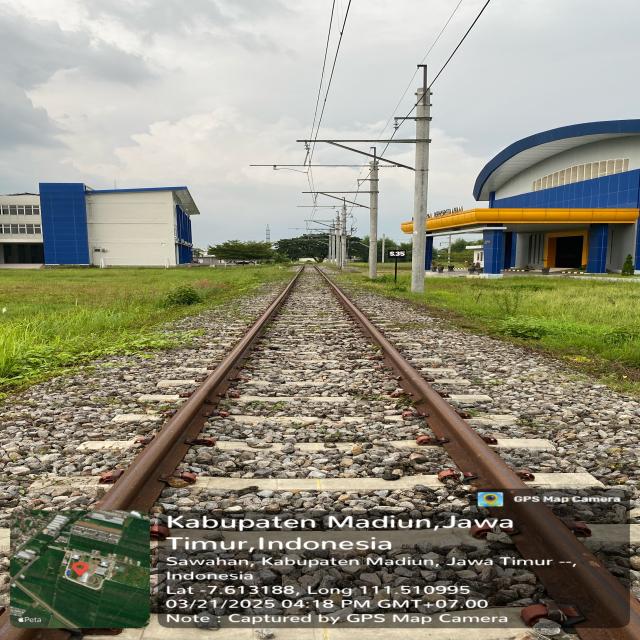 S.35
GPS Map Camera
Kabupaten Madiun,Jawa
Timur,Indonesia
Sawahan, Kabupaten Madiun, Jawa Timur --,
Indonesia
Lat -7.613188, Long 111.510995
03/21/2025 04:18 PM GMT+07.00
Note : Captured by GPS Map Camera
Peta